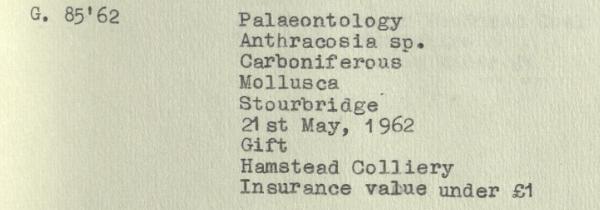 G. 85'62 Palaeontology
Anthracosia sp.
Carboniferous
Mollusca
Stourbridge
21st May, 1962
Gift
Hamstead Colliery
Insurance value under £1